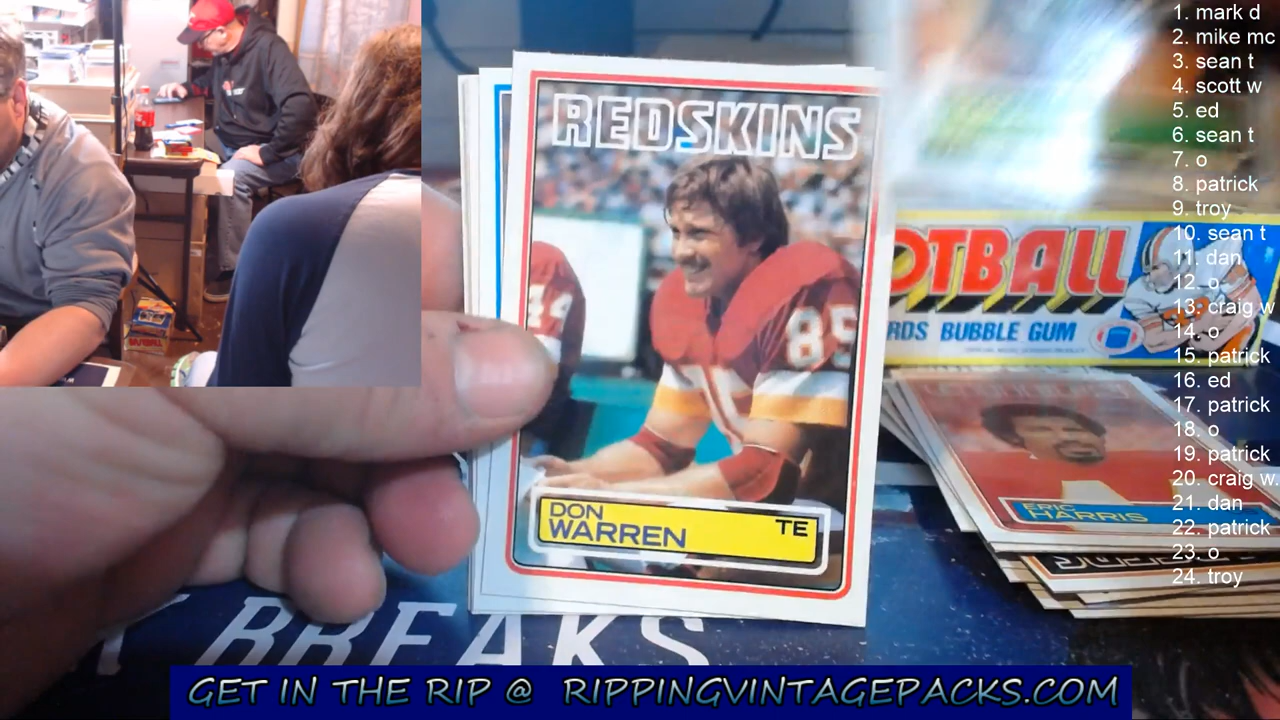 REDSKINS
44
85
DON
WARREN
TE
OTBALL
RDS BUBBLE GUM
ERIC
HARRIS
BREAKS
1. mark d
2. mike mc
3. sean t
4. scott w
5. ed
6. sean t
7. o
8. patrick
9. troy
10. sean t
11. dan
12. o
13. craig w
14. o
15. patrick
16. ed
17. patrick
18. o
19. patrick
20. craig w.
21. dan
22. patrick
23. o
24. troy
GET IN THE RIP @ RIPPINGVINTAGEPACKS.COM